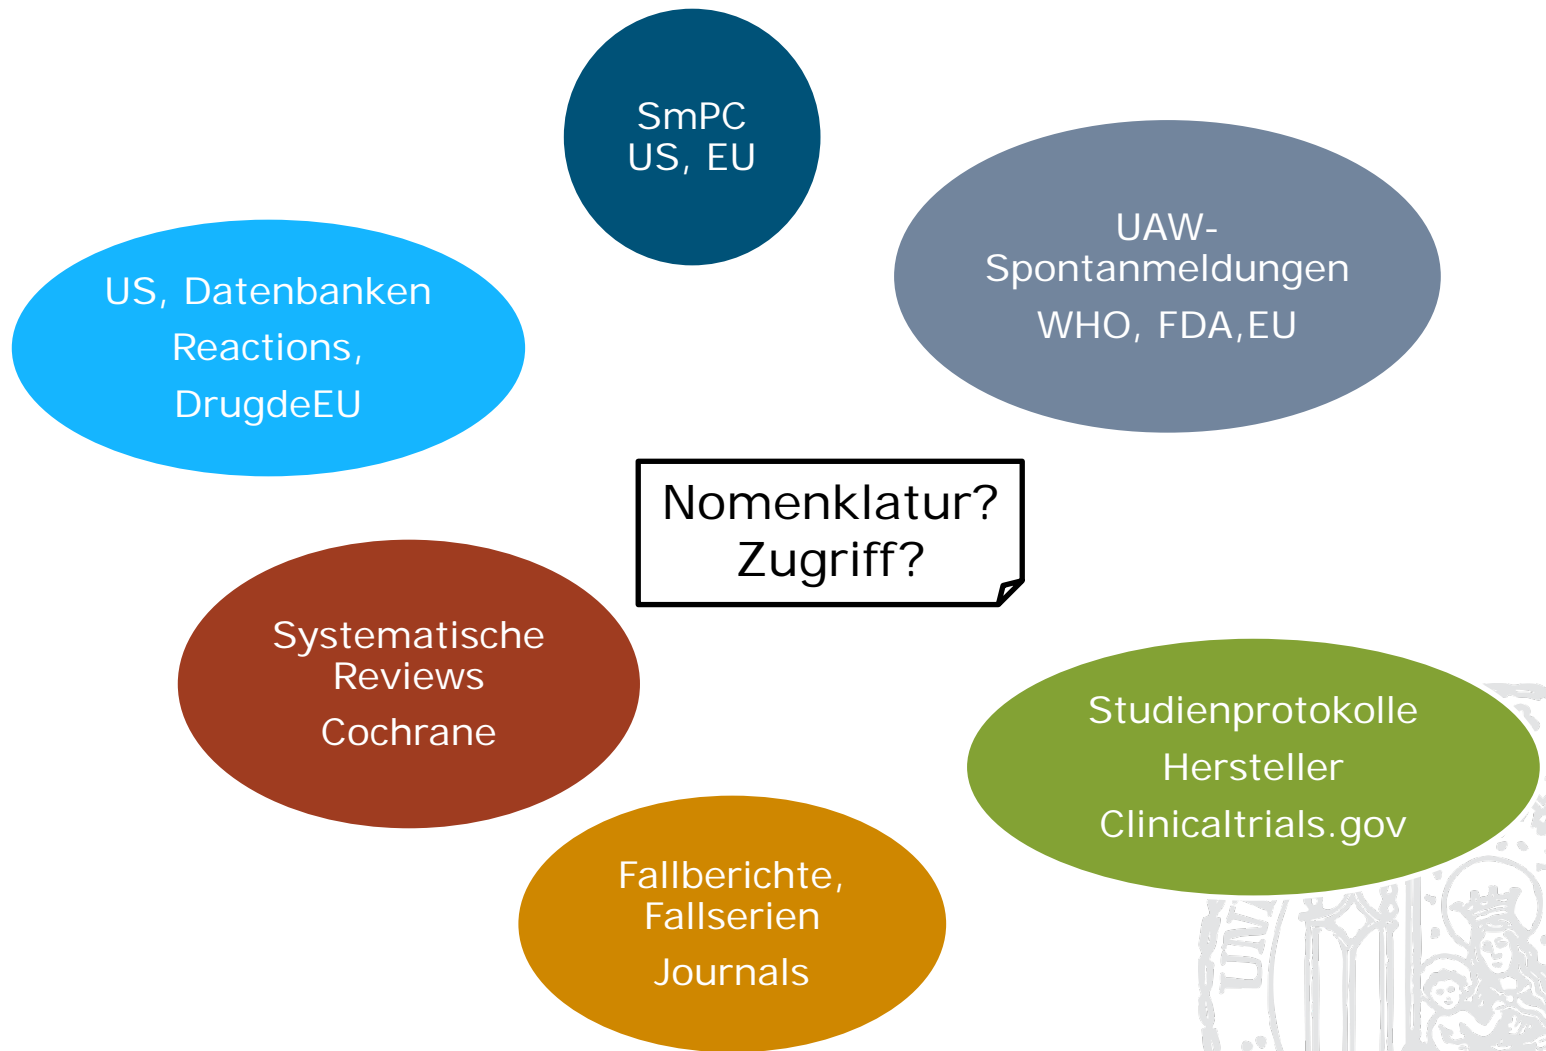 SmPC
US, EU
UAW-
Spontanmeldungen
WHO, FDA,EU
US, Datenbanken
Reactions,
DrugdeEU
Nomenklatur?
Zugriff?
Systematische
Reviews
Cochrane
Studienprotokolle
Hersteller
Clinicaltrials.gov
Fallberichte,
Fallserien
Journals